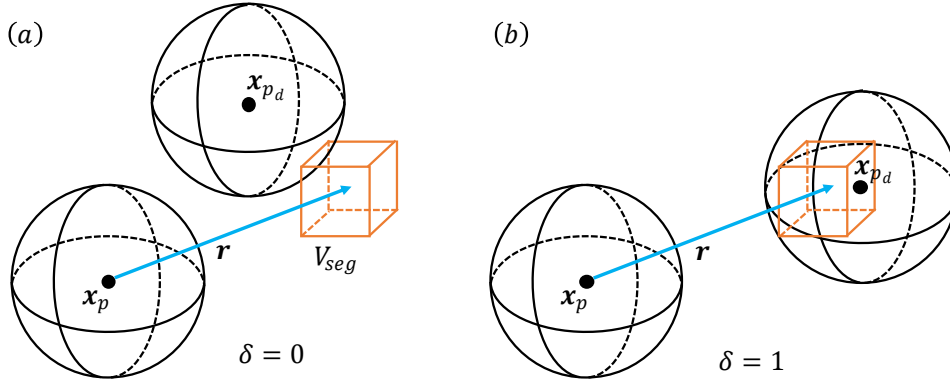 (a)
x_{p_d}
r
V_{seg}
x_p
δ = 0
(b)
x_{p_d}
r
x_p
δ = 1